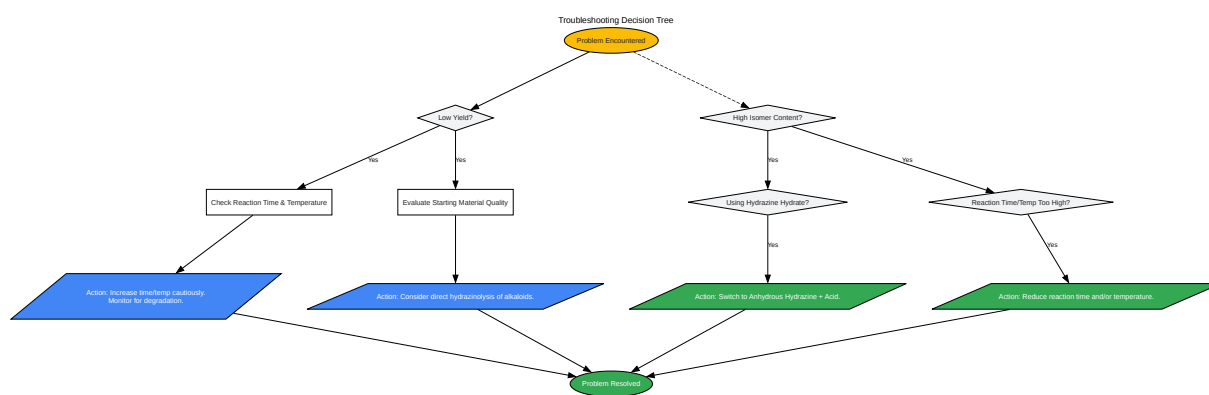 Troubleshooting Decision Tree
Problem Encountered
Low Yield?
High Isomer Content?
Yes
Yes
Yes
Yes
Check Reaction Time & Temperature
Evaluate Starting Material Quality
Using Hydrazine Hydrate?
Reaction Time/Temp Too High?
Yes
Yes
Action: Increase time/temp cautiously.
Monitor for degradation.
Action: Consider direct hydrazinolysis of alkaloids.
Action: Switch to Anhydrous Hydrazine + Acid.
Action: Reduce reaction time and/or temperature.
Problem Resolved